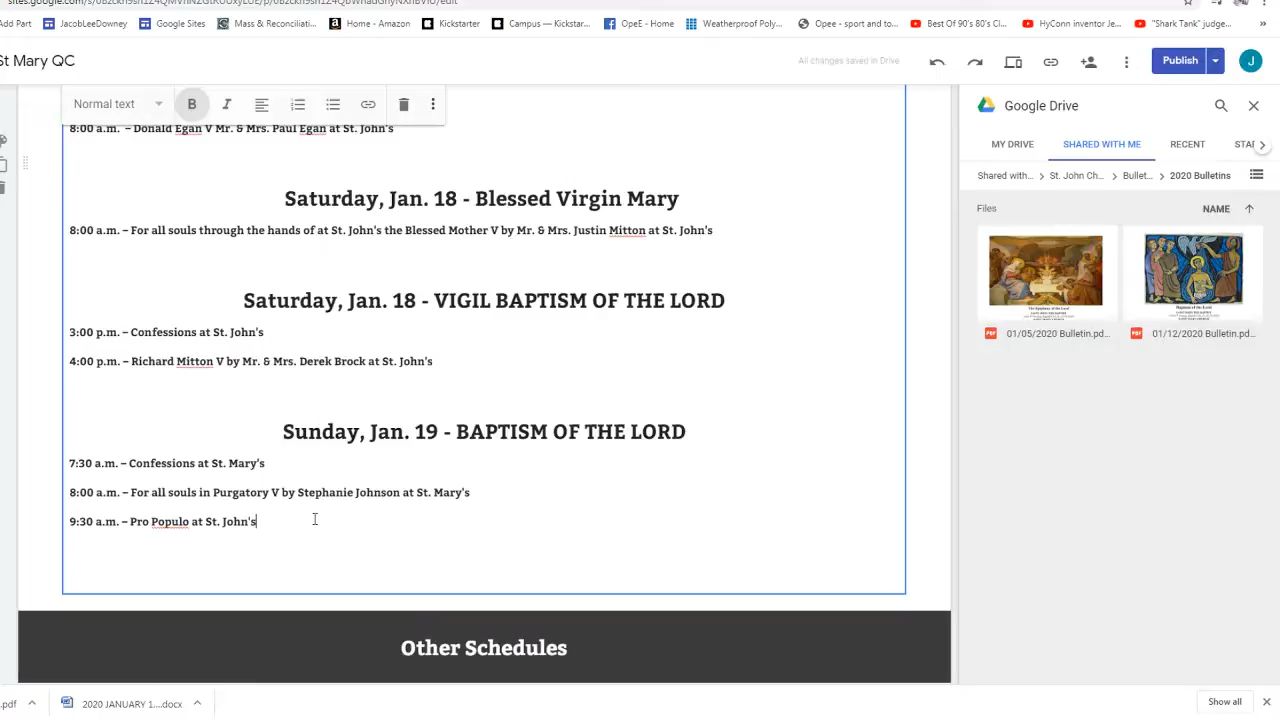 Add Part JacobLeeDowney Google Sites Mass & Reconciliati... Home - Amazon Kickstarter Campus — Kickstar... OpeE - Home Weatherproof Poly... Opee - sport and to... Best Of 90's 80's Cl... HyConn inventor Je... "Shark Tank" judge... »
St Mary QC
All changes saved in Drive
Publish
J
Normal text B I
8:00 a.m. – Donald Egan V Mr. & Mrs. Paul Egan at St. John's
Saturday, Jan. 18 - Blessed Virgin Mary
8:00 a.m. – For all souls through the hands of at St. John's the Blessed Mother V by Mr. & Mrs. Justin Mitton at St. John's
Saturday, Jan. 18 - VIGIL BAPTISM OF THE LORD
3:00 p.m. – Confessions at St. John's
4:00 p.m. – Richard Mitton V by Mr. & Mrs. Derek Brock at St. John's
Sunday, Jan. 19 - BAPTISM OF THE LORD
7:30 a.m. – Confessions at St. Mary's
8:00 a.m. – For all souls in Purgatory V by Stephanie Johnson at St. Mary's
9:30 a.m. – Pro Populo at St. John's
Other Schedules
Google Drive
MY DRIVE SHARED WITH ME RECENT STAR
Shared with... St. John Ch... Bullet... 2020 Bulletins
Files NAME
PDF 01/05/2020 Bulletin.pd...
PDF 01/12/2020 Bulletin.pd...
.pdf 2020 JANUARY 1....docx Show all